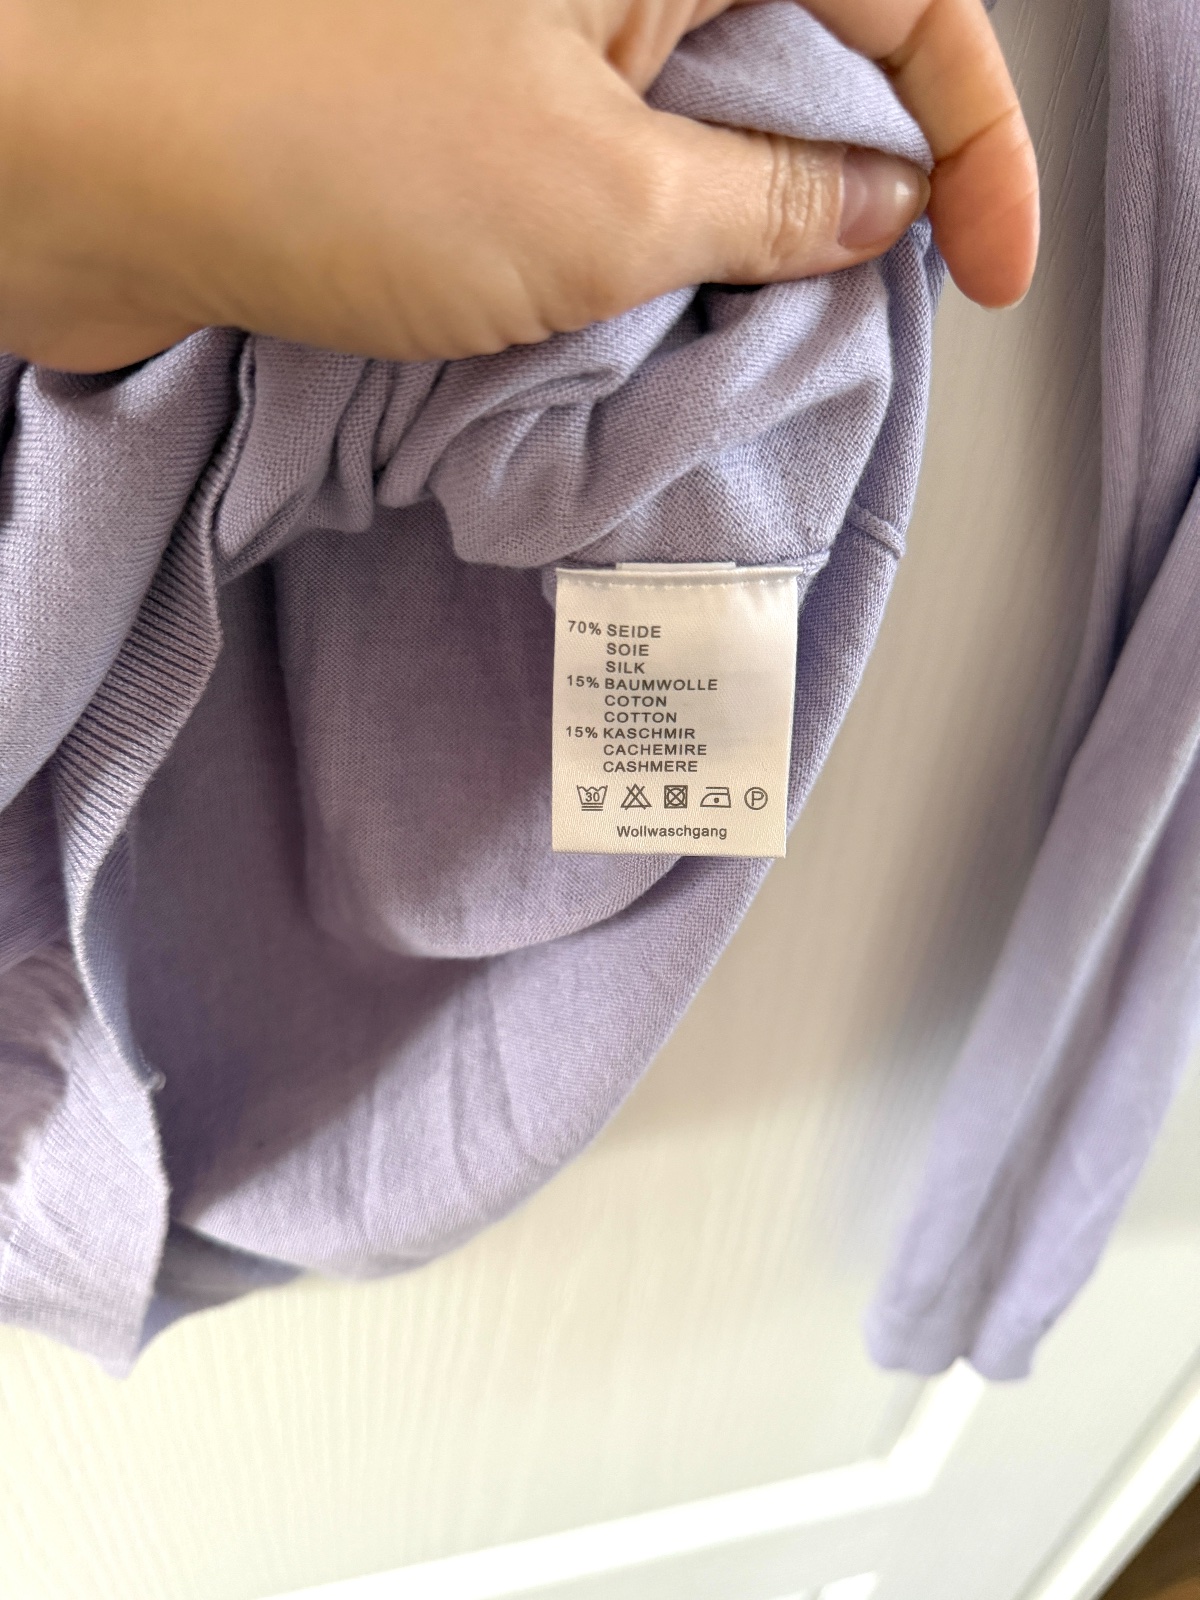 70% SEIDE
SOIE
SILK
15% BAUMWOLLE
COTON
COTTON
15% KASCHMIR
CACHEMIRE
CASHMERE
30 P
Wollwaschgang